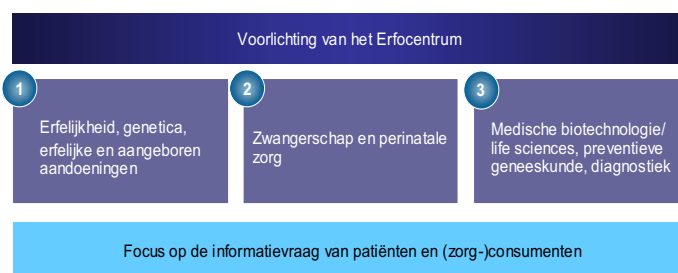 Voorlichting van het Erfocentrum
1
Erfelijkheid, genetica,
erfelijke en aangeboren
aandoeningen
2
Zwangerschap en perinatale
zorg
3
Medische biotechnologie/
life sciences, preventieve
geneeskunde, diagnostiek
Focus op de informatievraag van patiënten en (zorg-)consumenten